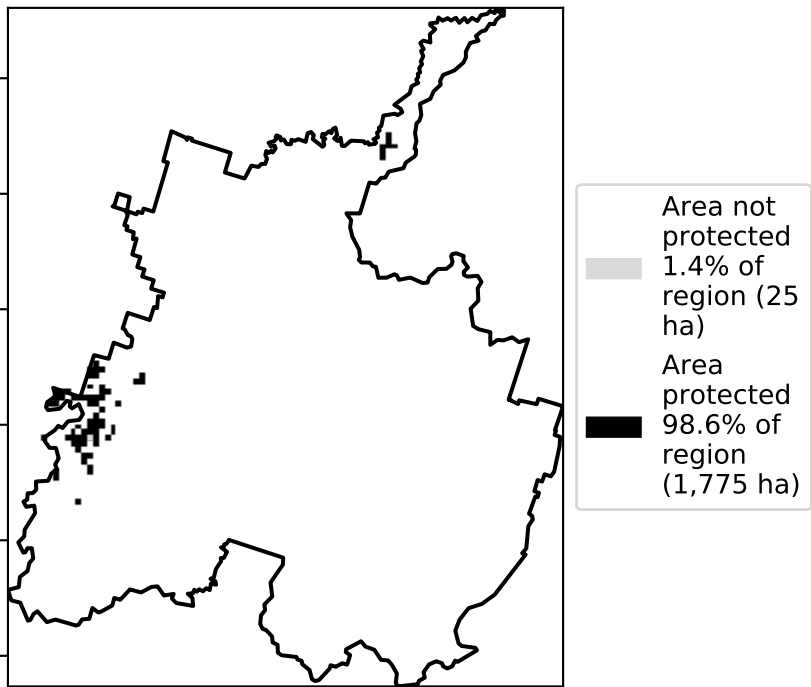 Area not
protected
1.4% of
region (25
ha)
Area
protected
98.6% of
region
(1,775 ha)